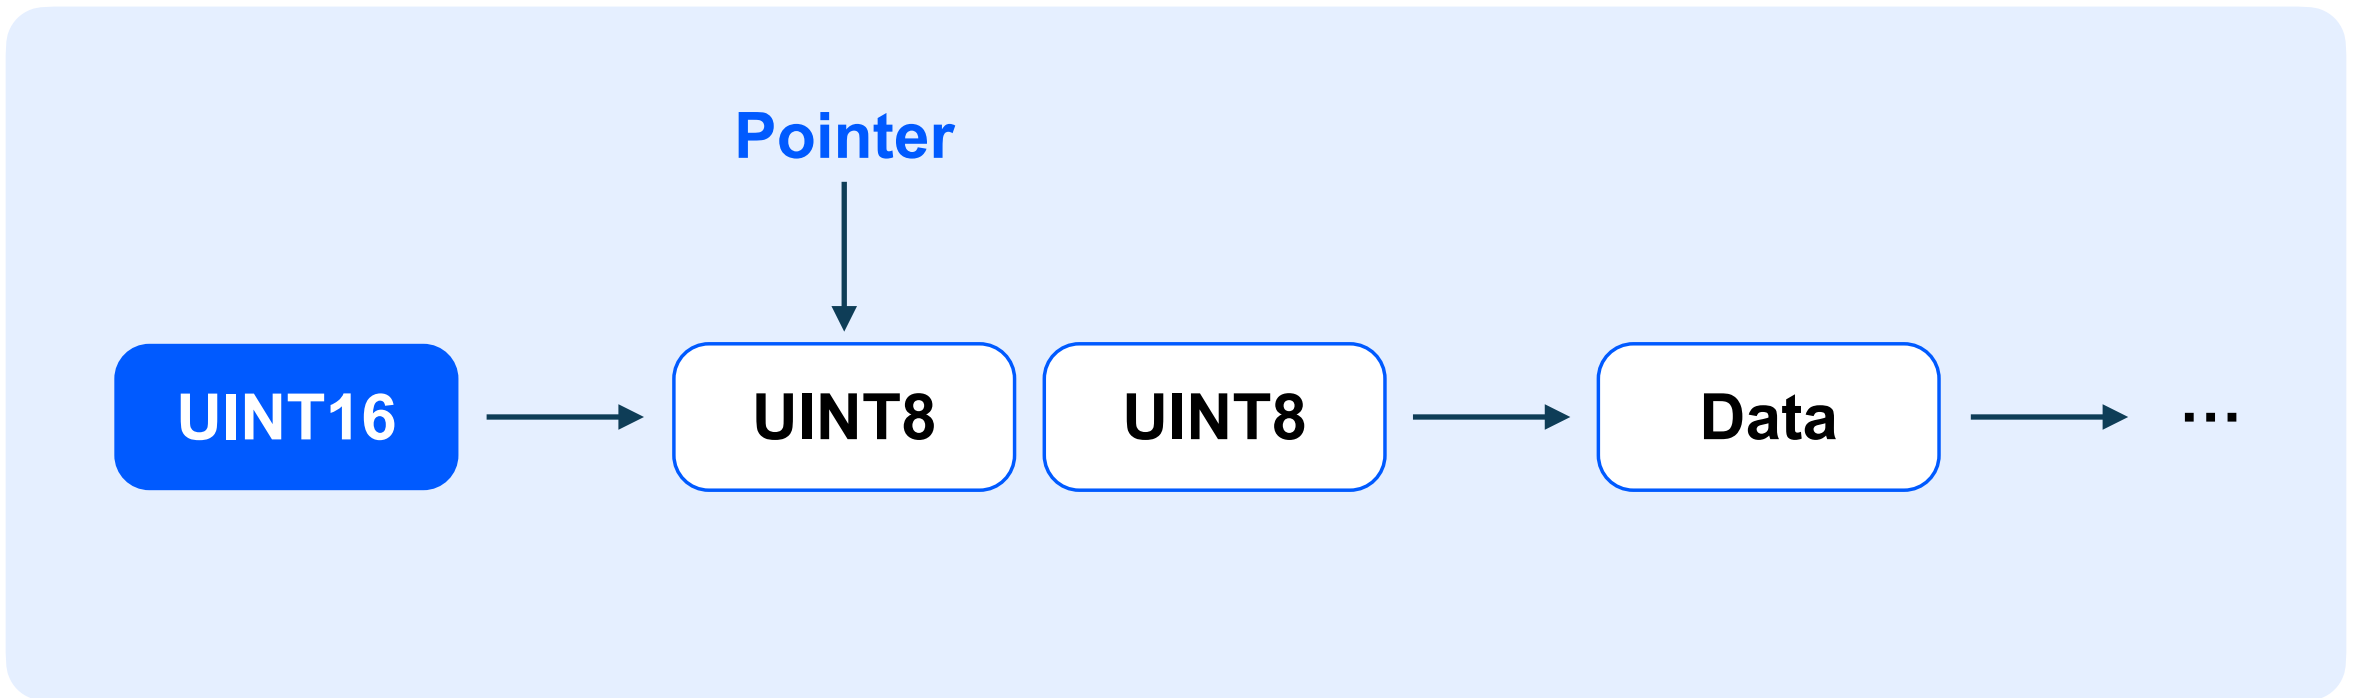 Pointer
UINT16 UINT8 UINT8 Data ...